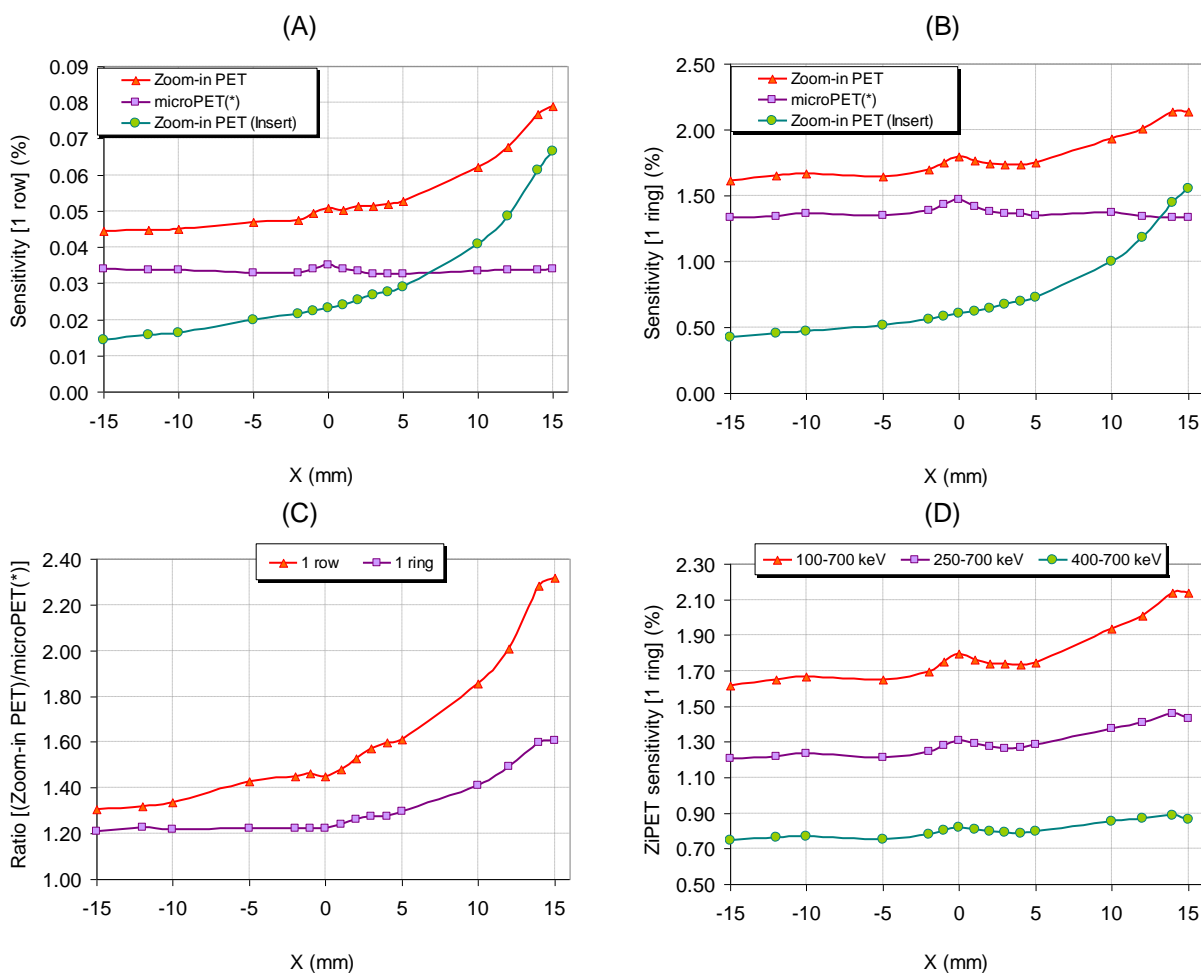 (A)
Sensitivity [1 row] (%)
0.09
0.08
0.07
0.06
0.05
0.04
0.03
0.02
0.01
0.00
Zoom-in PET
microPET(*)
Zoom-in PET (Insert)
-15 -10 -5 0 5 10 15
X (mm)
(B)
Sensitivity [1 ring] (%)
2.50
2.00
1.50
1.00
0.50
0.00
Zoom-in PET
microPET(*)
Zoom-in PET (Insert)
-15 -10 -5 0 5 10 15
X (mm)
(C)
Ratio [(Zoom-in PET)/microPET(*)]
2.40
2.20
2.00
1.80
1.60
1.40
1.20
1.00
1 row 1 ring
-15 -10 -5 0 5 10 15
X (mm)
(D)
ZiPET sensitivity [1 ring] (%)
2.30
2.10
1.90
1.70
1.50
1.30
1.10
0.90
0.70
0.50
100-700 keV 250-700 keV 400-700 keV
-15 -10 -5 0 5 10 15
X (mm)